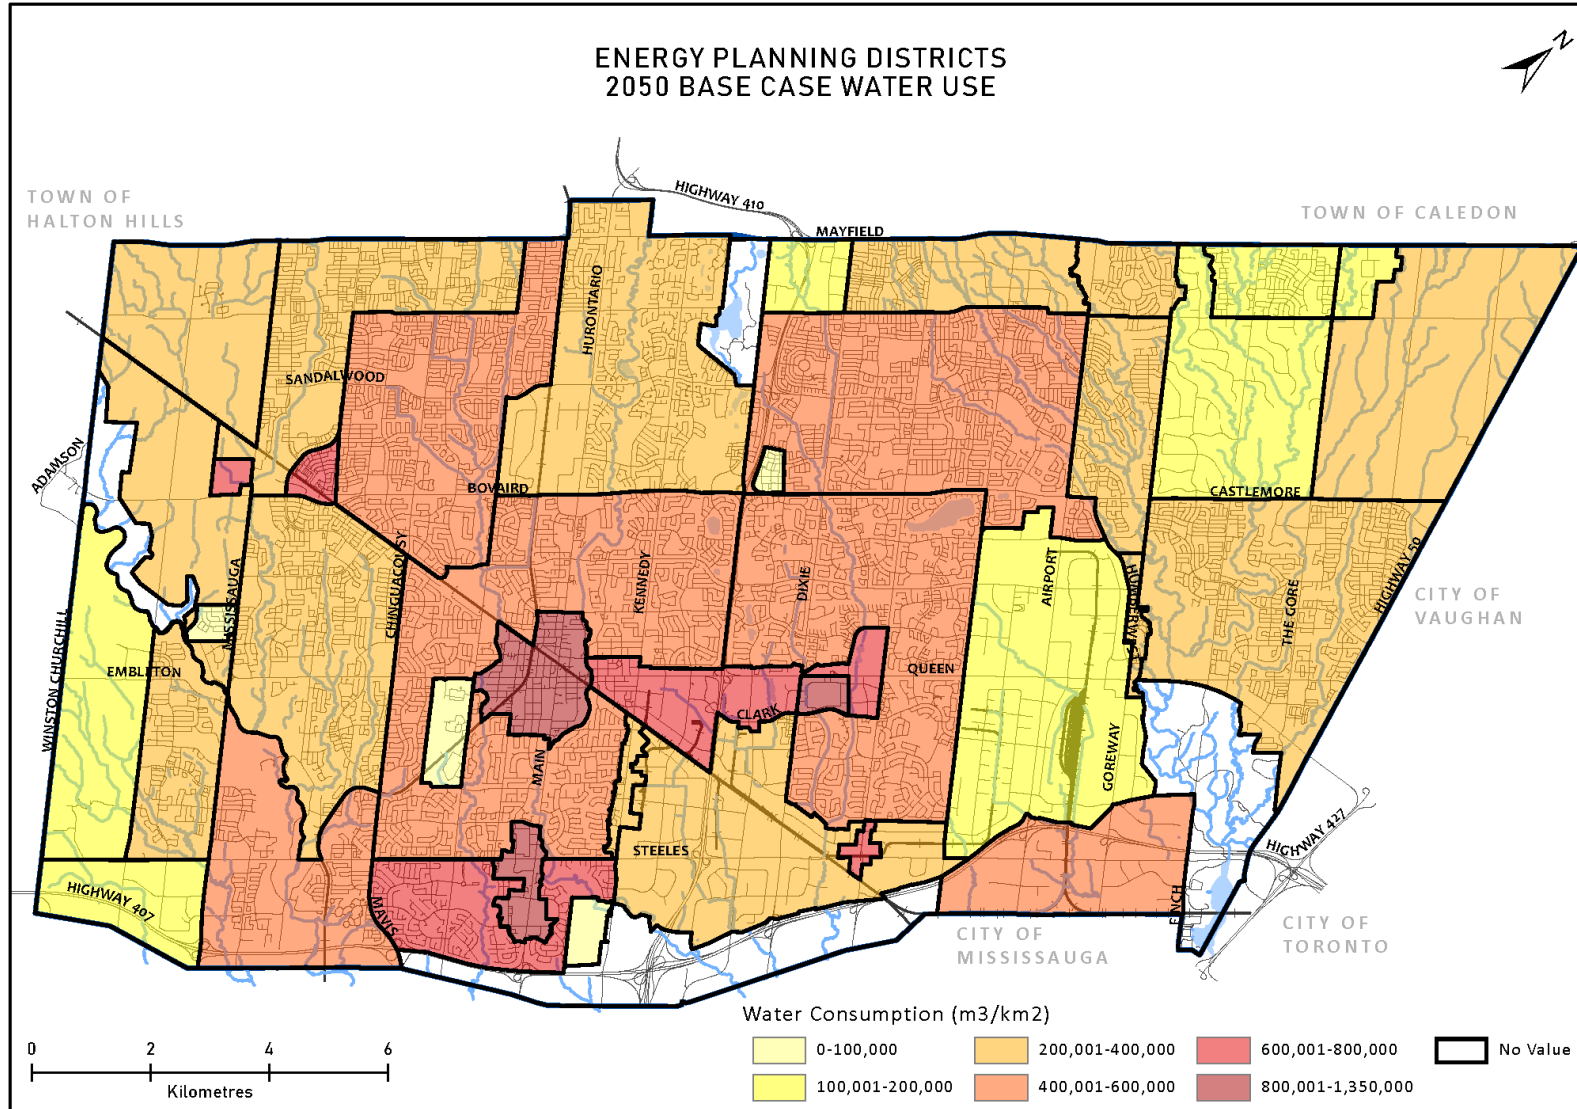 ENERGY PLANNING DISTRICTS
2050 BASE CASE WATER USE
N
TOWN OF
HALTON HILLS
HIGHWAY 410
TOWN OF CALEDON
MAYFIELD
HURONTARIO
SANDALWOOD
ADAMSON
BOVAIRD
CASTLEMORE
CHINGUACOUSY
MISSISSAUGA
KENNEDY
DIXIE
AIRPORT
HUMBERWEST
THE GORE
HIGHWAY 50
CITY OF
VAUGHAN
WINSTON CHURCHILL
EMBLETON
QUEEN
CLARK
MAIN
GOREWAY
STEELES
HIGHWAY 427
HIGHWAY 407
MAVIS
FINCH
CITY OF
MISSISSAUGA
CITY OF
TORONTO
Water Consumption (m3/km2)
0-100,000
200,001-400,000
600,001-800,000
No Value
100,001-200,000
400,001-600,000
800,001-1,350,000
0 2 4 6
Kilometres